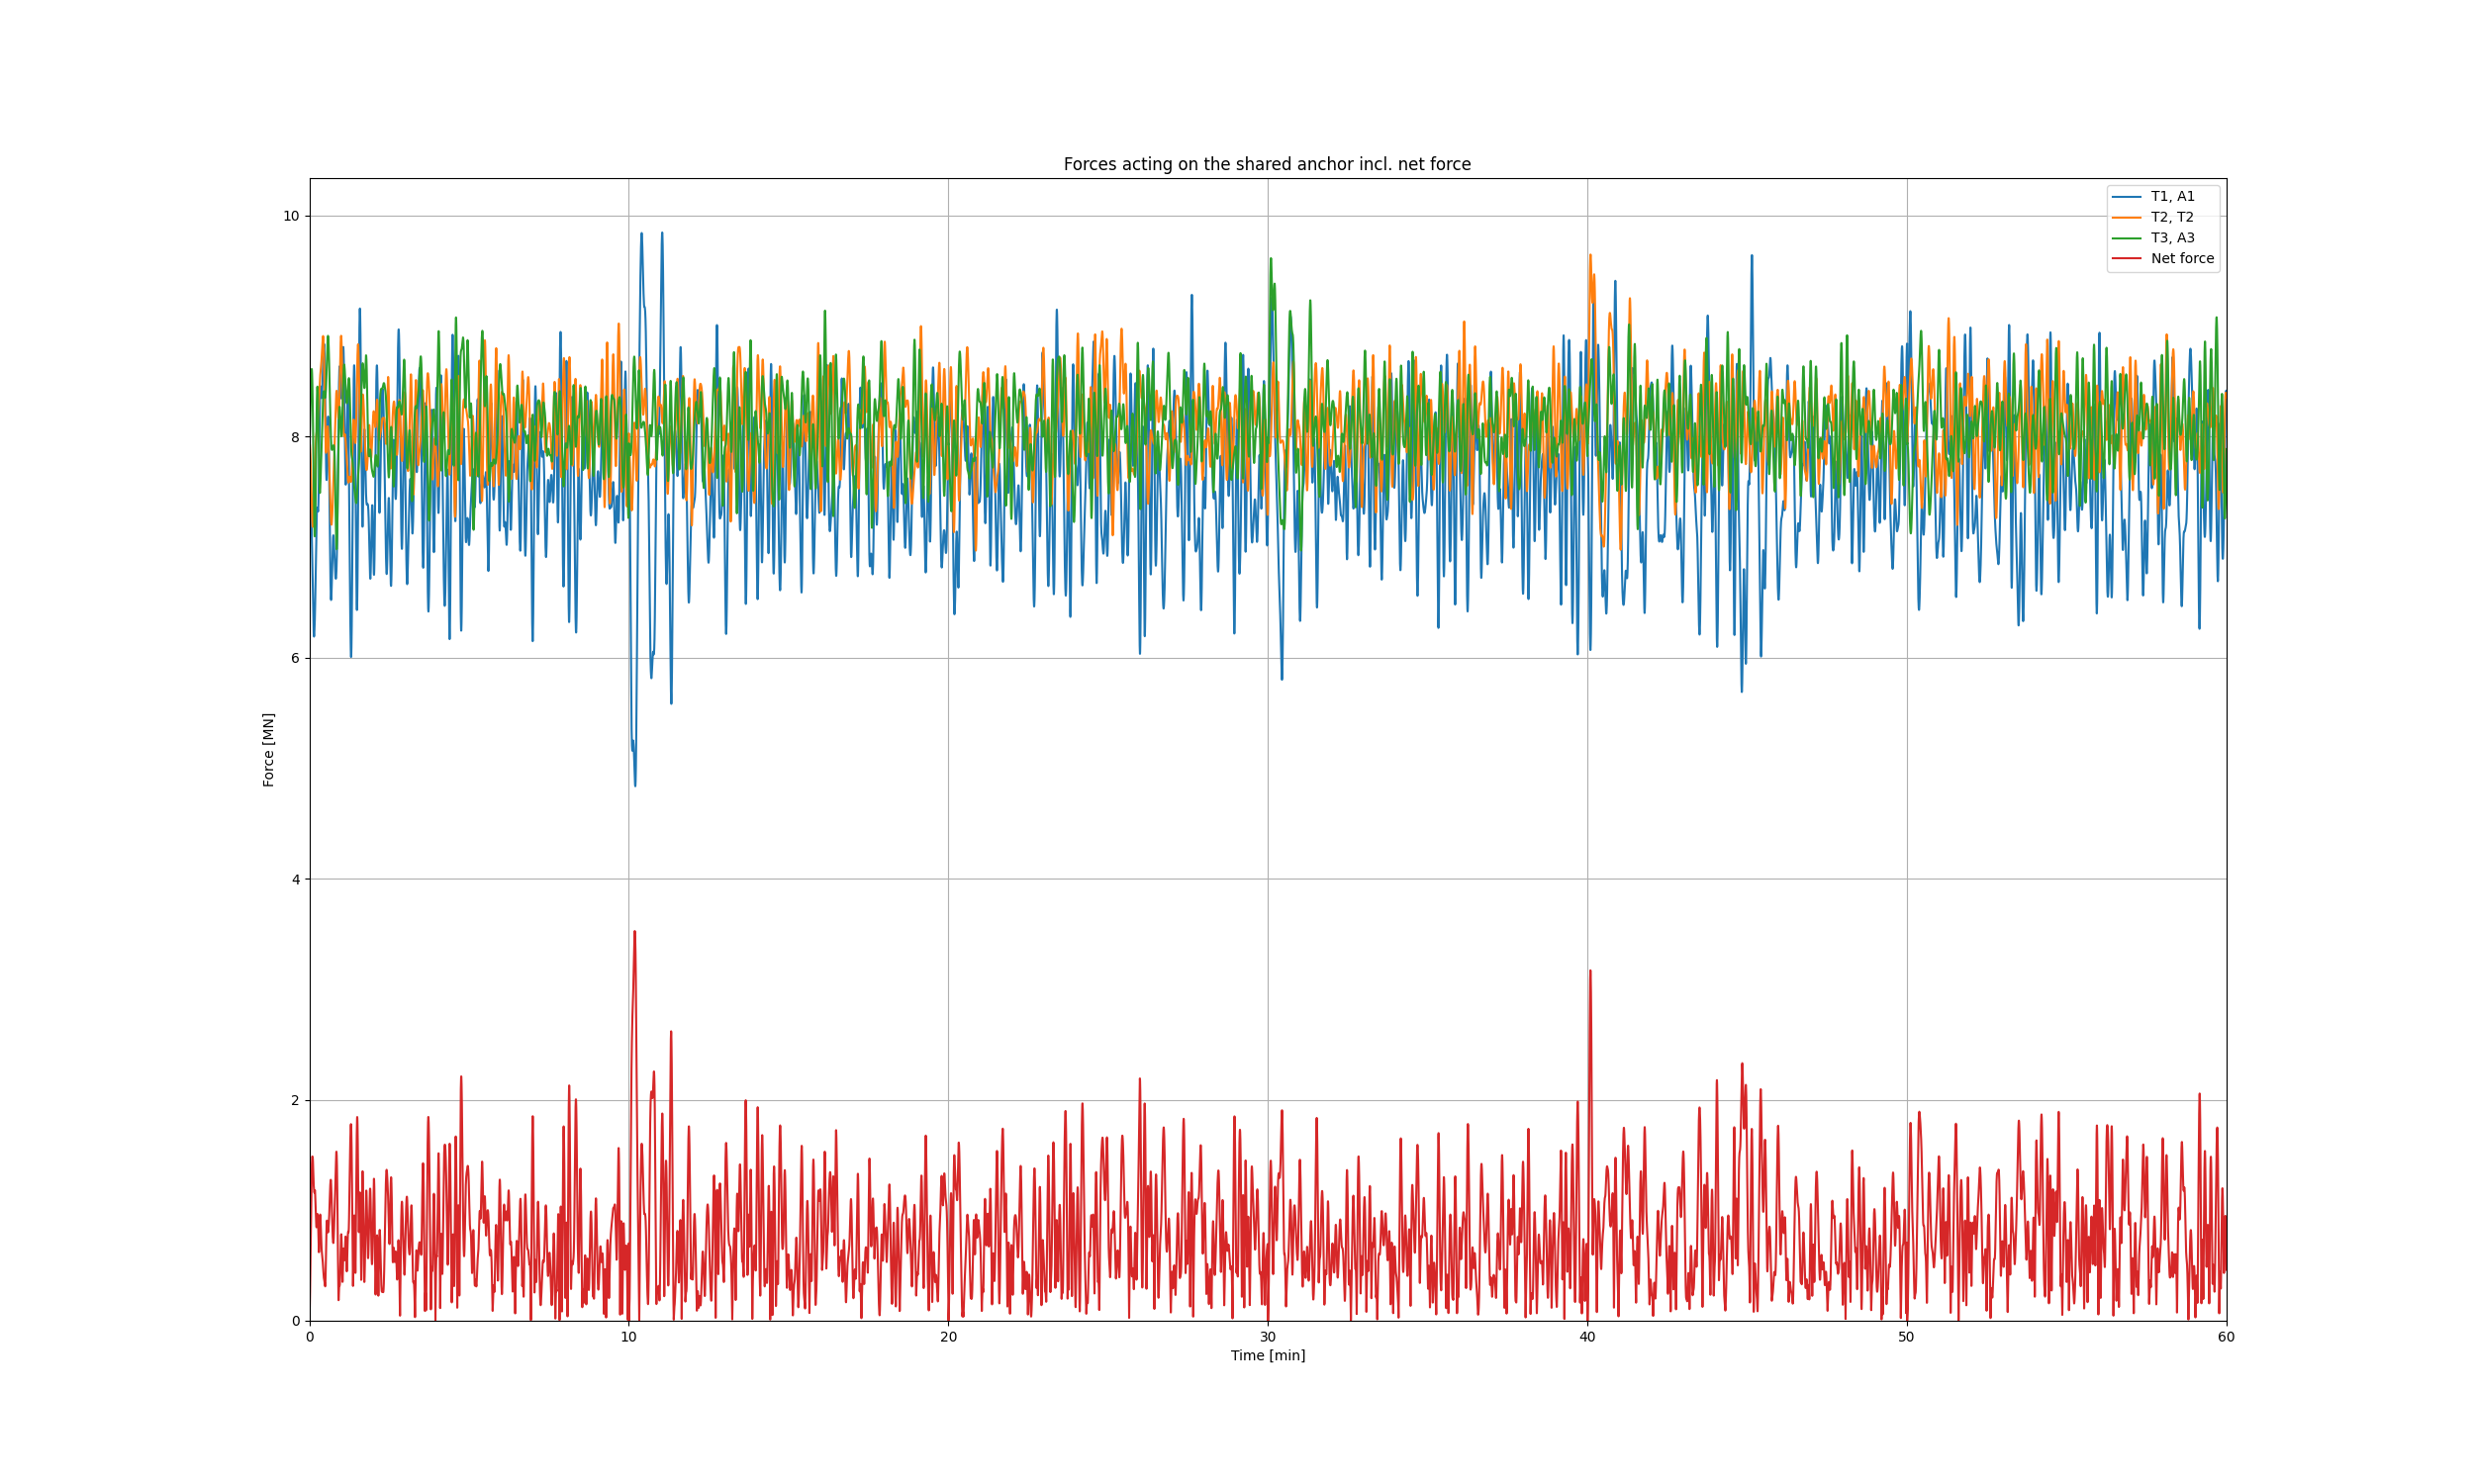 Forces acting on the shared anchor incl. net force
T1, A1
T2, T2
T3, A3
Net force
10
8
6
4
2
0
Force [MN]
0 10 20 30 40 50 60
Time [min]